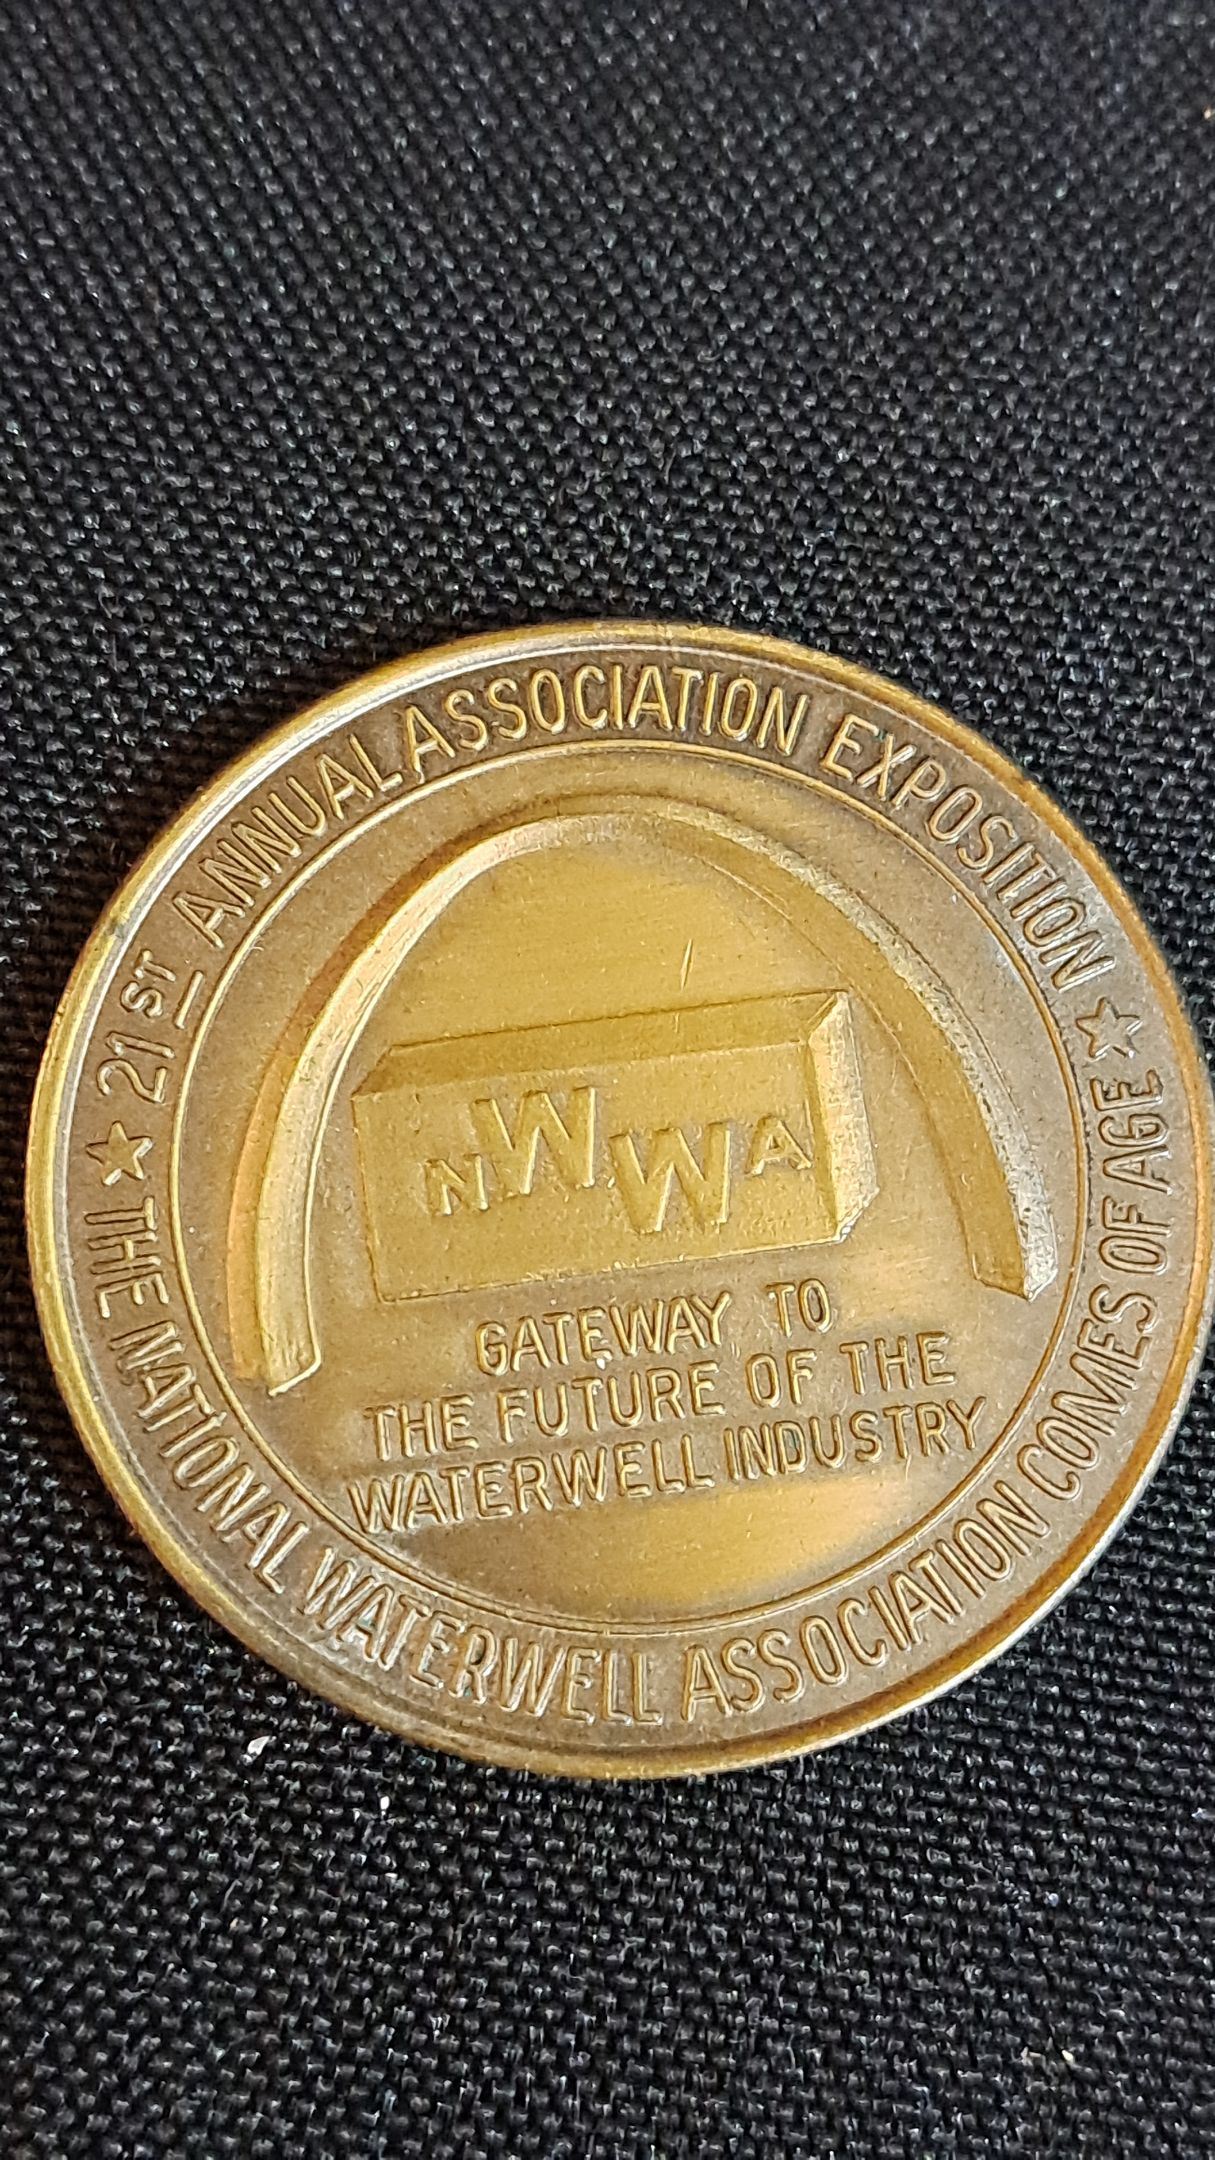 ★ 21ST ANNUAL ASSOCIATION EXPOSITION ★
THE NATIONAL WATERWELL ASSOCIATION COMES OF AGE
NWWA
GATEWAY TO
THE FUTURE OF THE
WATERWELL INDUSTRY